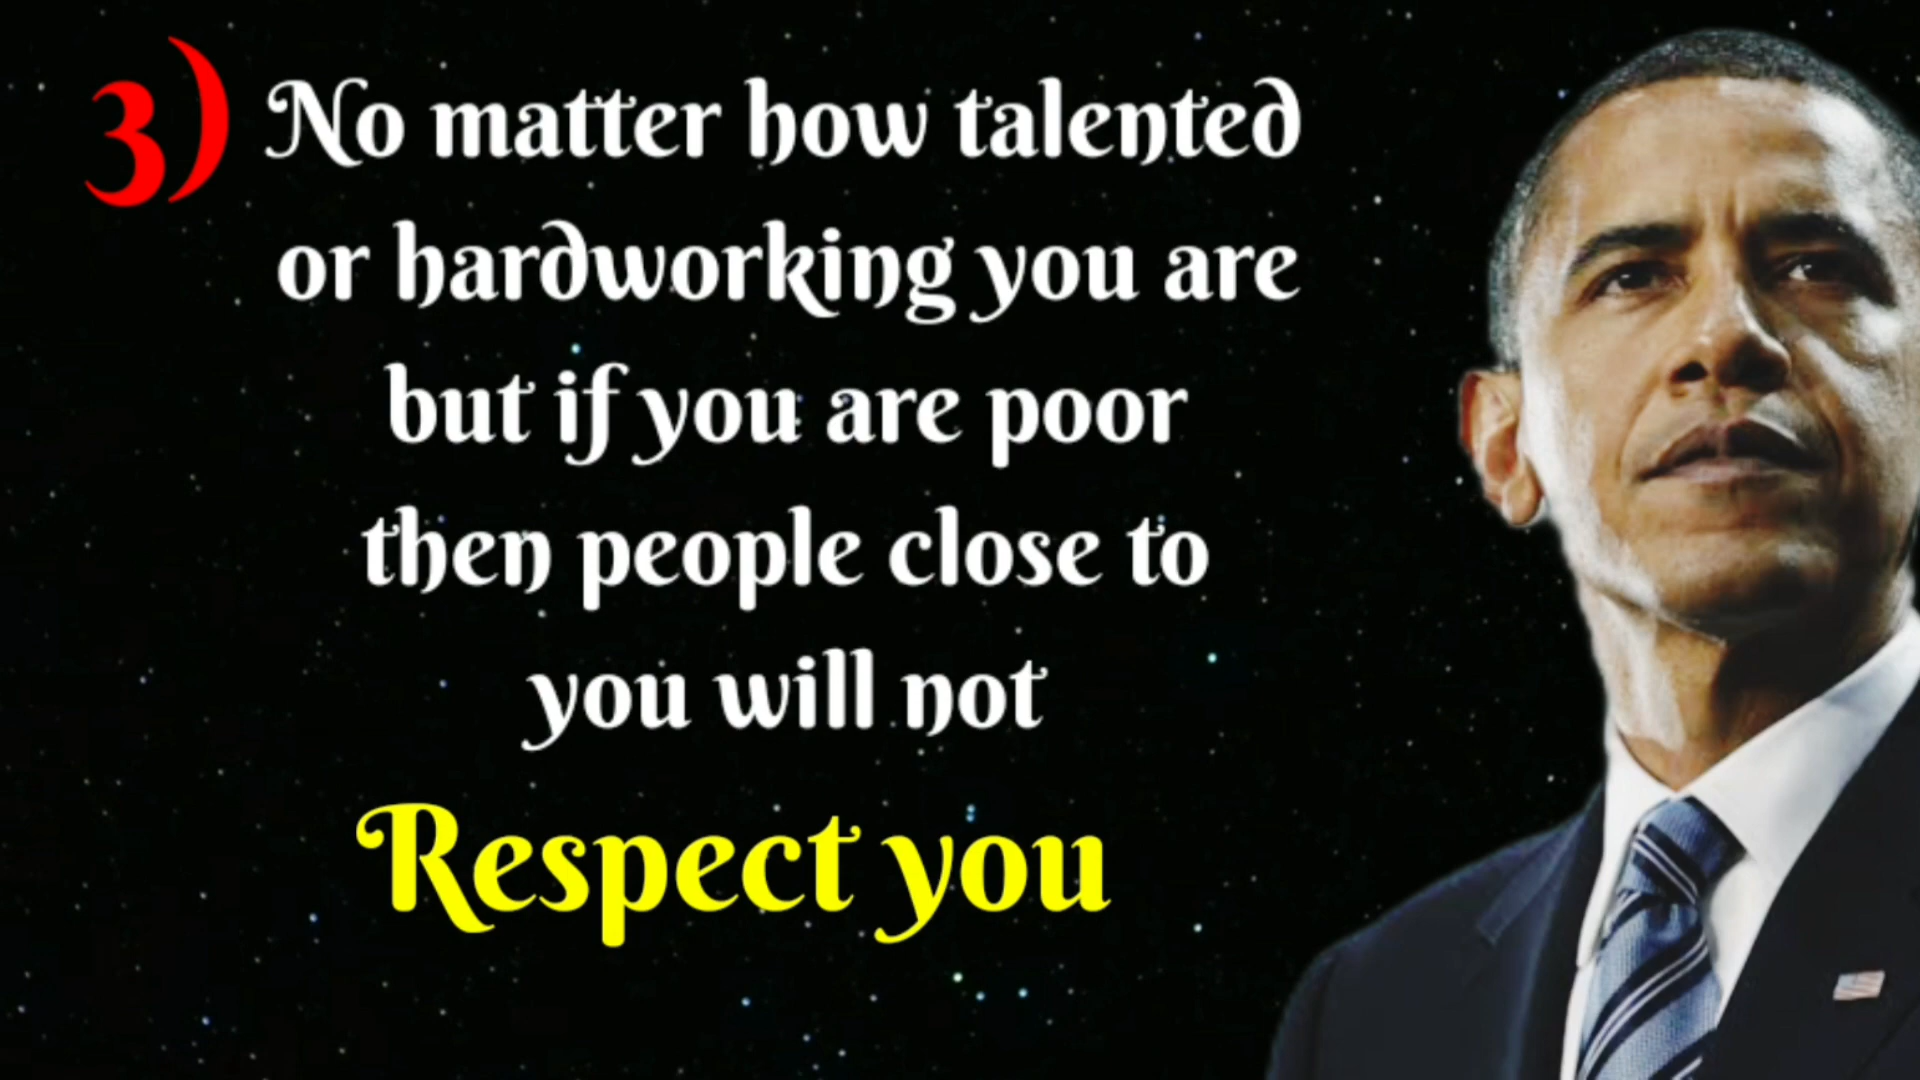 3) No matter how talented
or hardworking you are
but if you are poor
then people close to
you will not
Respect you